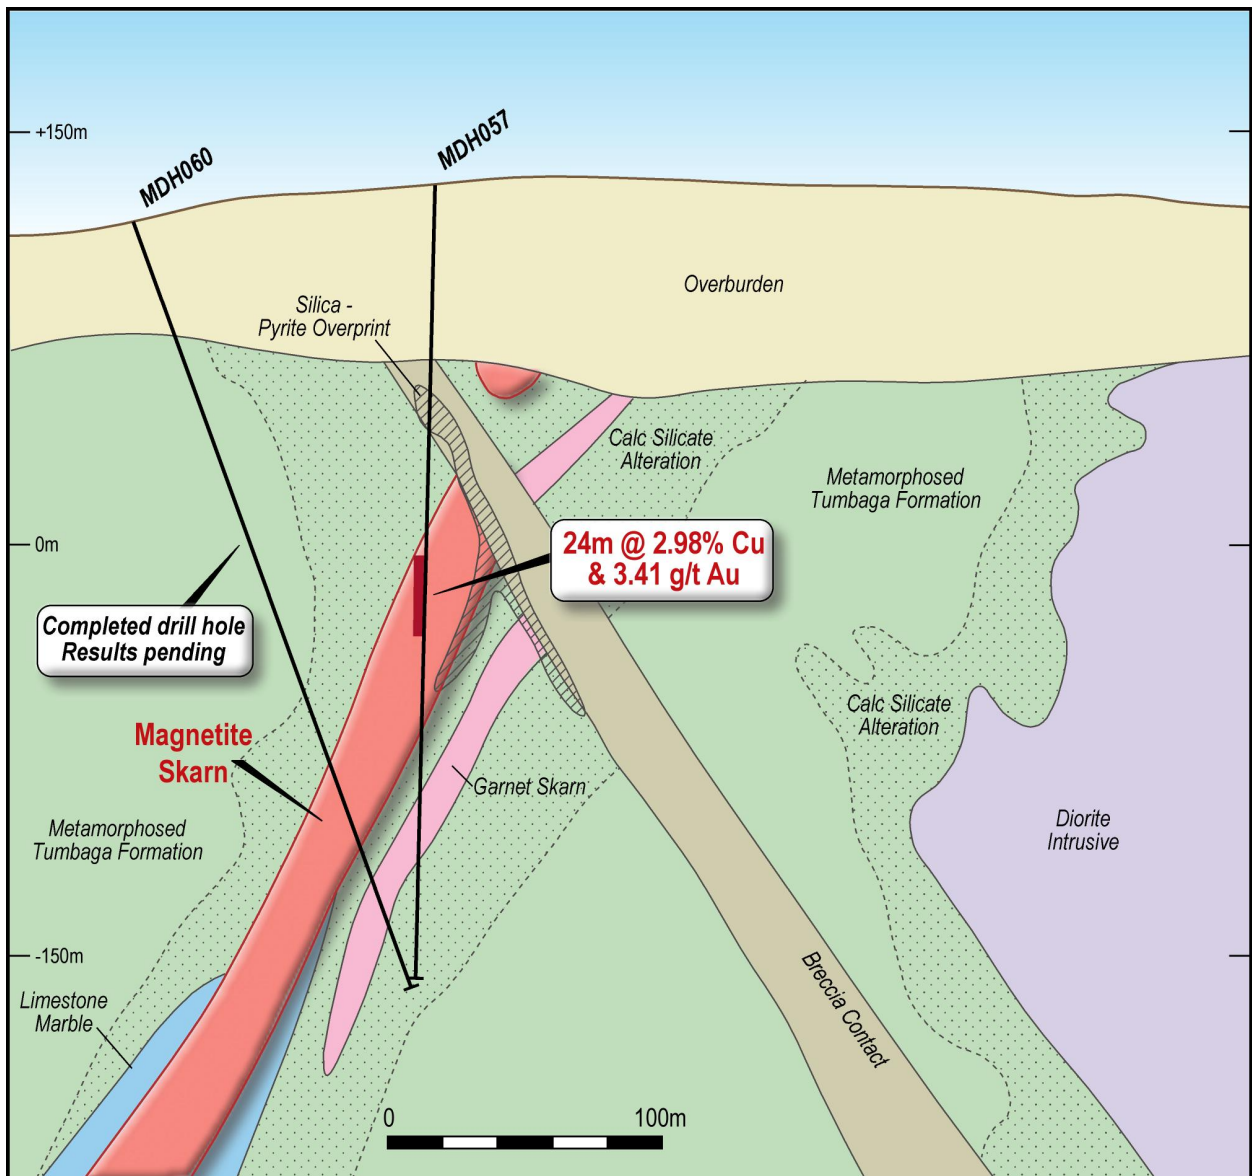 +150m
MDH060
MDH057
Overburden
Silica -
Pyrite Overprint
Calc Silicate
Alteration
Metamorphosed
Tumbaga Formation
0m
24m @ 2.98% Cu
& 3.41 g/t Au
Completed drill hole
Results pending
Magnetite
Skarn
Calc Silicate
Alteration
Garnet Skarn
Metamorphosed
Tumbaga Formation
Diorite
Intrusive
-150m
Limestone
Marble
Breccia Contact
0
100m